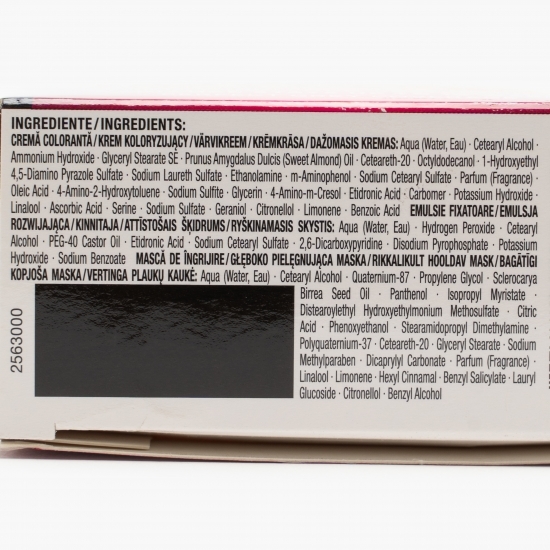 INGREDIENTE/INGREDIENTS:
CREMĂ COLORANTĂ/KREM KOLORYZUJĄCY/VÄRVIKREEM/KRĒMKRĀSA/DAŽOMASIS KREMAS: Aqua (Water, Eau) · Cetearyl Alcohol ·
Ammonium Hydroxide · Glyceryl Stearate SE · Prunus Amygdalus Dulcis (Sweet Almond) Oil · Ceteareth-20 · Octyldodecanol · 1-Hydroxyethyl
4,5-Diamino Pyrazole Sulfate · Sodium Laureth Sulfate · Ethanolamine · m-Aminophenol · Sodium Cetearyl Sulfate · Parfum (Fragrance) ·
Oleic Acid · 4-Amino-2-Hydroxytoluene · Sodium Sulfite · Glycerin · 4-Amino-m-Cresol · Etidronic Acid · Carbomer · Potassium Hydroxide ·
Linalool · Ascorbic Acid · Serine · Sodium Sulfate · Geraniol · Citronellol · Limonene · Benzoic Acid EMULSIE FIXATOARE/EMULSJA
ROZWIJAJĄCA/KINNITAJA/ATTĪSTOŠAIS ŠĶIDRUMS/RYŠKINAMASIS SKYSTIS: Aqua (Water, Eau) · Hydrogen Peroxide · Cetearyl
Alcohol · PEG-40 Castor Oil · Etidronic Acid · Sodium Cetearyl Sulfate · 2,6-Dicarboxypyridine · Disodium Pyrophosphate · Potassium
Hydroxide · Sodium Benzoate MASCĂ DE ÎNGRIJIRE/GŁĘBOKO PIELĘGNUJĄCA MASKA/RIKKALIKULT HOOLDAV MASK/BAGĀTĪGI
KOPJOŠA MASKA/VERTINGA PLAUKŲ KAUKĖ: Aqua (Water, Eau) · Cetearyl Alcohol · Quaternium-87 · Propylene Glycol · Sclerocarya
Birrea Seed Oil · Panthenol · Isopropyl Myristate ·
Distearoylethyl Hydroxyethylmonium Methosulfate · Citric
Acid · Phenoxyethanol · Stearamidopropyl Dimethylamine ·
Polyquaternium-37 · Ceteareth-20 · Glyceryl Stearate · Sodium
Methylparaben · Dicaprylyl Carbonate · Parfum (Fragrance) ·
Linalool · Limonene · Hexyl Cinnamal · Benzyl Salicylate · Lauryl
Glucoside · Citronellol · Benzyl Alcohol
2563000